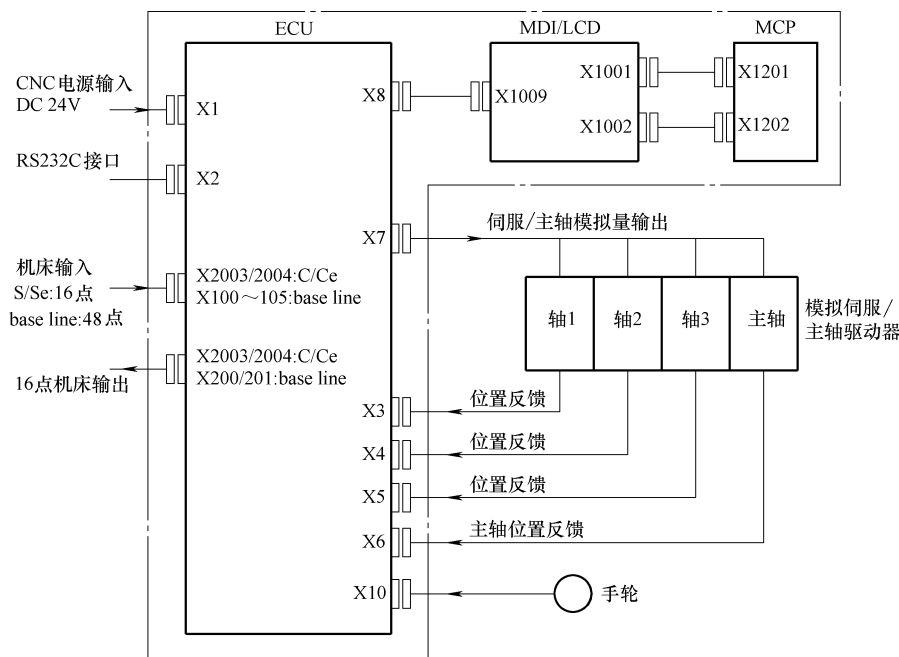 ECU
MDI/LCD
MCP
CNC电源输入
DC 24V
X1
X8
X1009
X1001
X1201
X1002
X1202
RS232C接口
X2
X7
伺服/主轴模拟量输出
机床输入
S/Se:16点
base line:48点
X2003/2004:C/Ce
X100～105:base line
轴1
轴2
轴3
主轴
模拟伺服/
主轴驱动器
X2003/2004:C/Ce
X200/201:base line
16点机床输出
X3
位置反馈
X4
位置反馈
X5
位置反馈
X6
主轴位置反馈
X10
手轮